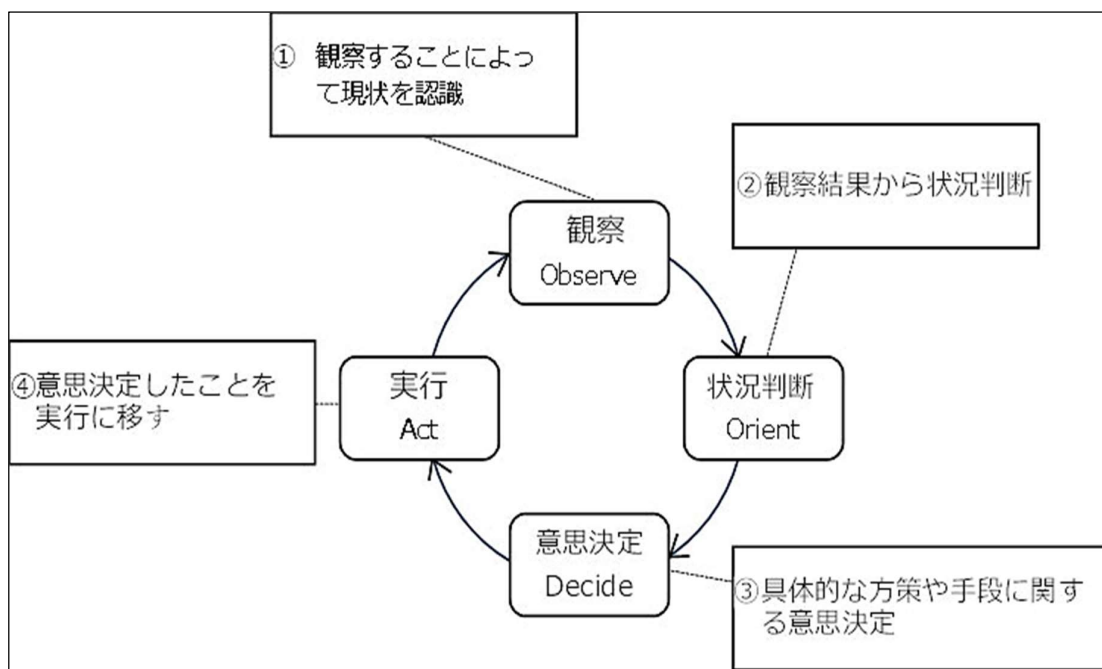 ① 観察することによっ
て現状を認識
②観察結果から状況判断
観察
Observe
④意思決定したことを
実行に移す
実行
Act
状況判断
Orient
意思決定
Decide
③具体的な方策や手段に関す
る意思決定